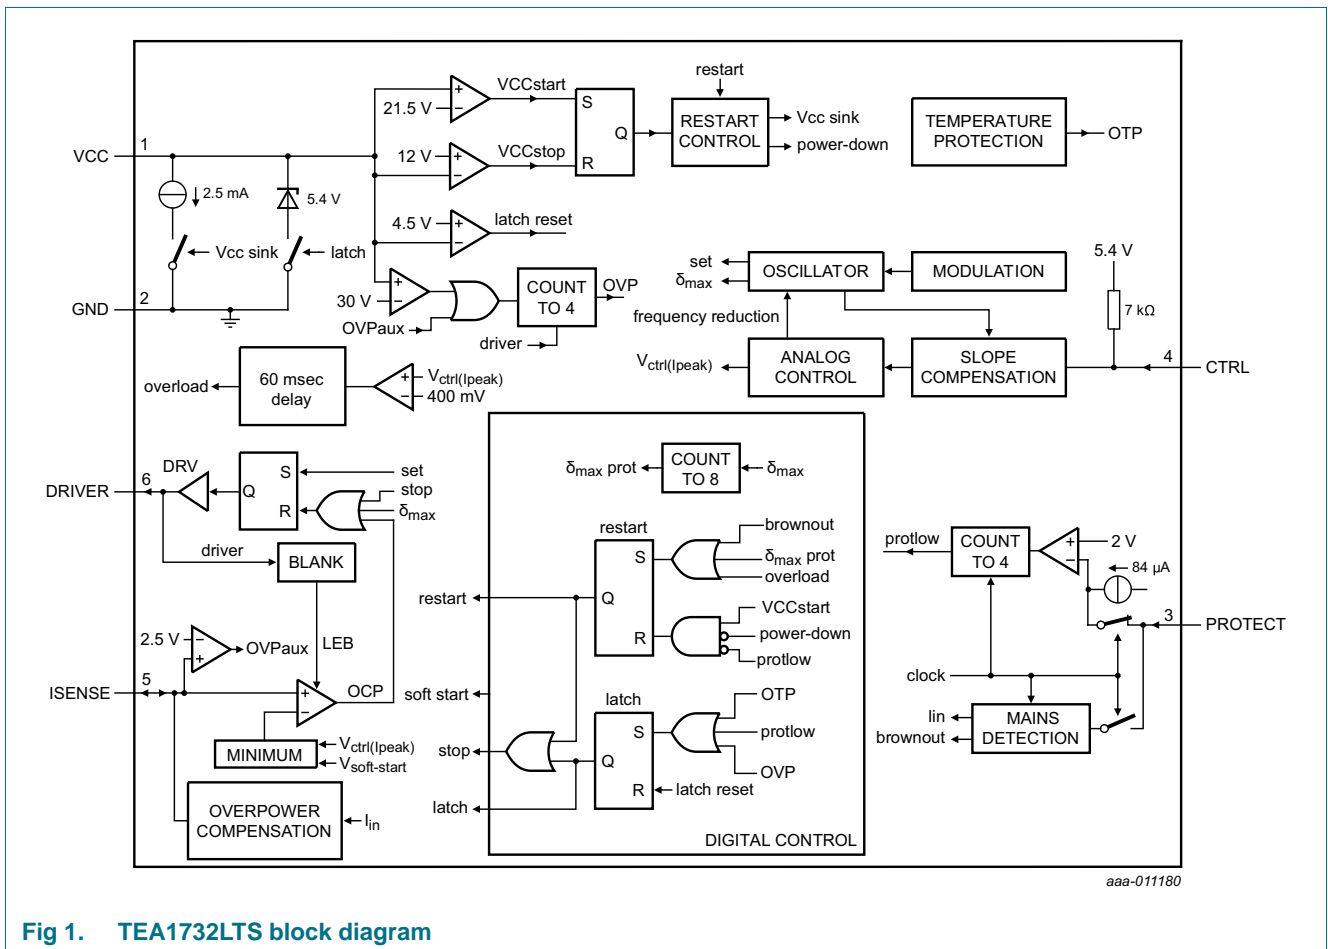 restart
VCCstart
+
21.5 V
−
S
Q
R
RESTART
CONTROL
Vcc sink
power-down
TEMPERATURE
PROTECTION
OTP
1
VCC
12 V
+
−
VCCstop
2.5 mA
5.4 V
4.5 V
+
−
latch reset
Vcc sink
latch
5.4 V
set
δmax
OSCILLATOR
MODULATION
+
30 V
−
COUNT
TO 4
OVP
2
GND
OVPaux
driver
frequency reduction
7 kΩ
Vctrl(Ipeak)
ANALOG
CONTROL
SLOPE
COMPENSATION
4
CTRL
overload
60 msec
delay
+
Vctrl(Ipeak)
−
400 mV
δmax prot
COUNT
TO 8
δmax
DRV
6
DRIVER
Q
S
R
set
stop
δmax
driver
BLANK
restart
S
Q
R
brownout
δmax prot
overload
VCCstart
power-down
protlow
restart
protlow
COUNT
TO 4
+
−
2 V
84 µA
3
PROTECT
2.5 V
−
+
OVPaux
LEB
5
ISENSE
+
−
OCP
clock
soft start
latch
S
Q
R
OTP
protlow
OVP
latch reset
lin
brownout
MAINS
DETECTION
MINIMUM
Vctrl(Ipeak)
Vsoft-start
stop
latch
OVERPOWER
COMPENSATION
Iin
DIGITAL CONTROL
aaa-011180
Fig 1. TEA1732LTS block diagram